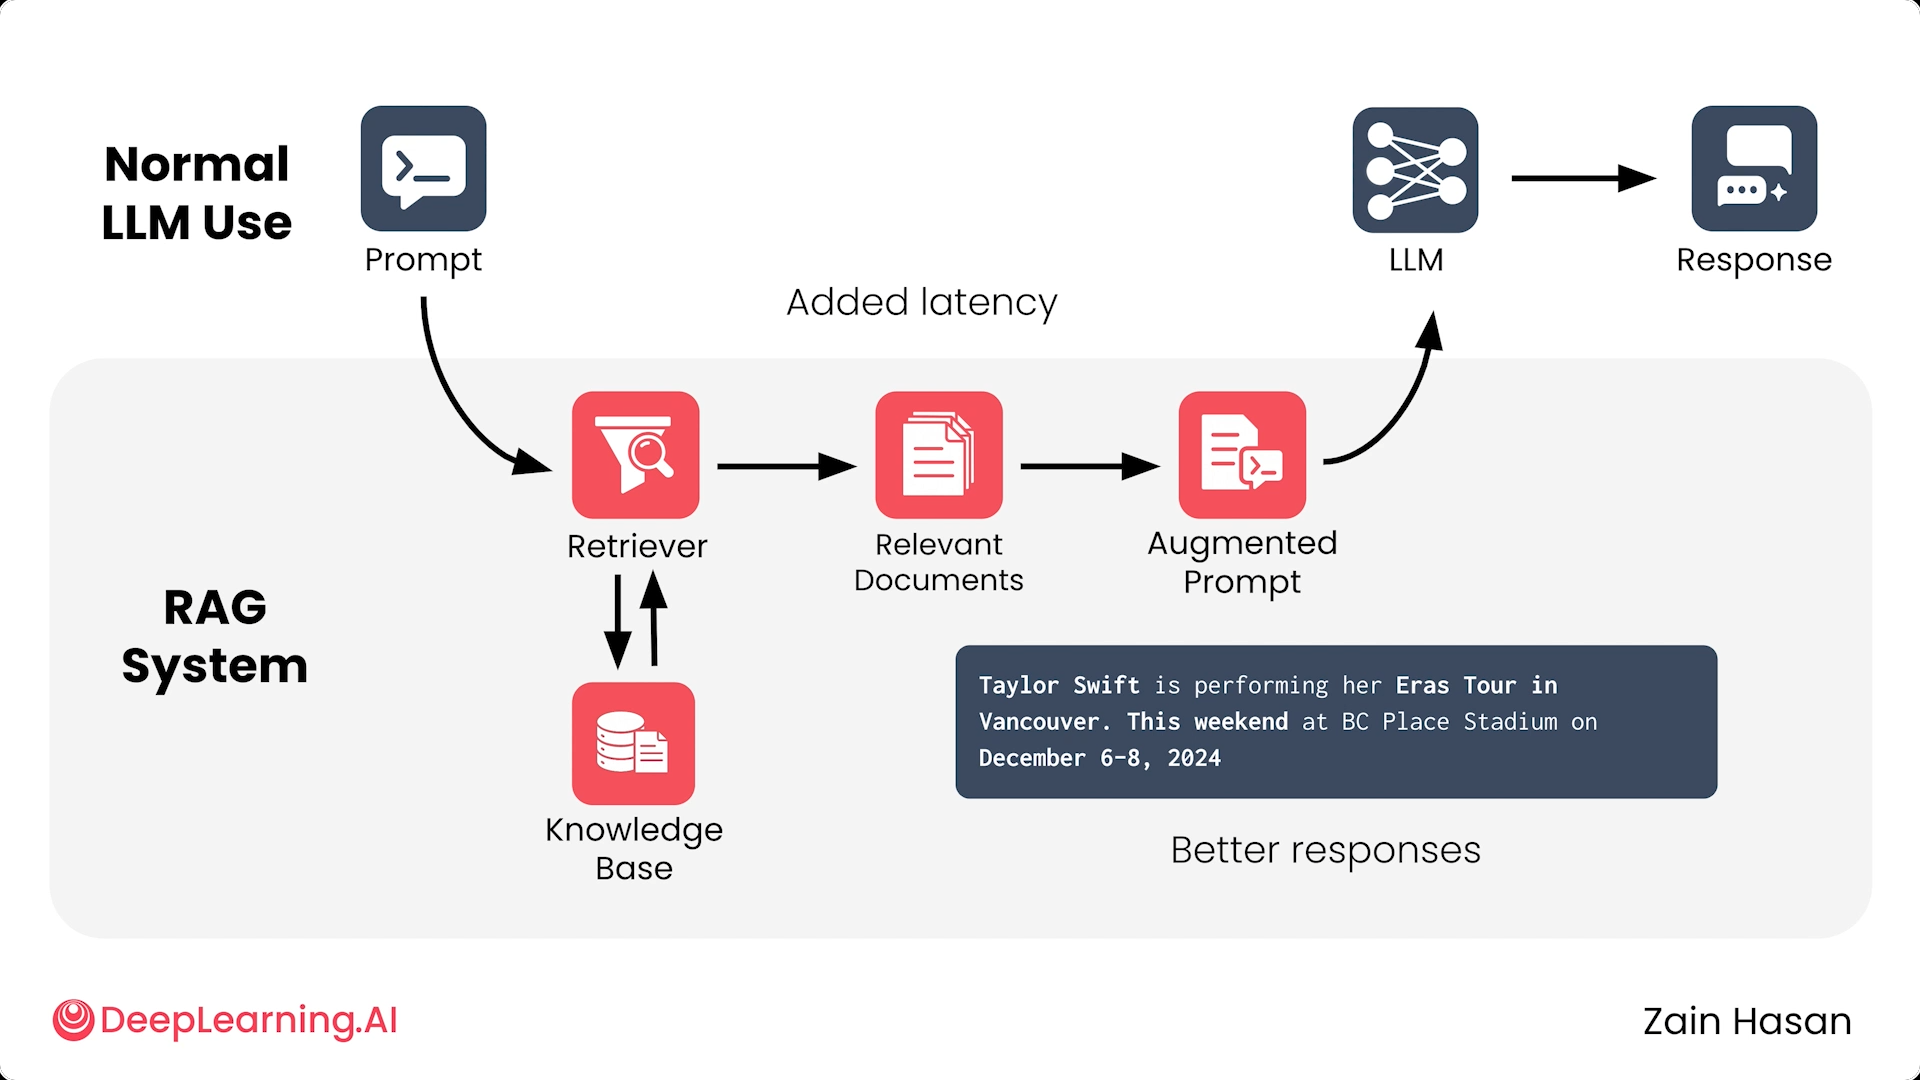 Normal
LLM Use
Prompt
LLM
Response
Added latency
Retriever
Relevant
Documents
Augmented
Prompt
RAG
System
Knowledge
Base
Taylor Swift is performing her Eras Tour in
Vancouver. This weekend at BC Place Stadium on
December 6-8, 2024
Better responses
DeepLearning.AI
Zain Hasan